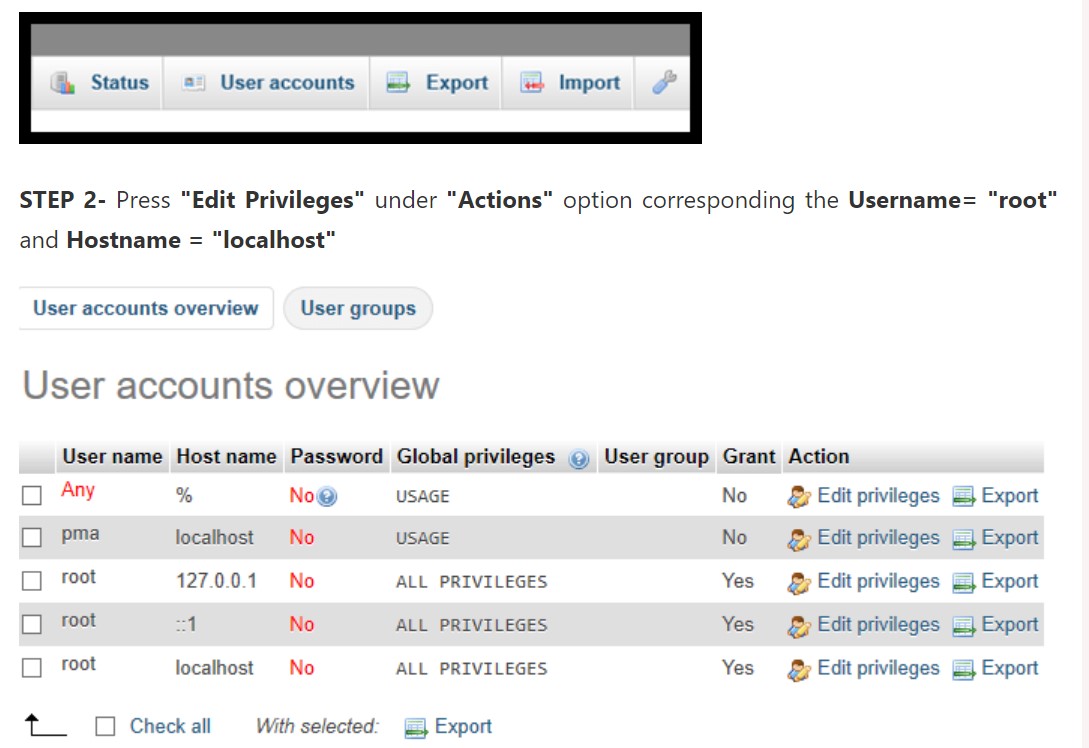 Status User accounts Export Import
STEP 2- Press "Edit Privileges" under "Actions" option corresponding the Username= "root"
and Hostname = "localhost"
User accounts overview User groups
User accounts overview
User name Host name Password Global privileges User group Grant Action
Any % No USAGE No Edit privileges Export
pma localhost No USAGE No Edit privileges Export
root 127.0.0.1 No ALL PRIVILEGES Yes Edit privileges Export
root ::1 No ALL PRIVILEGES Yes Edit privileges Export
root localhost No ALL PRIVILEGES Yes Edit privileges Export
Check all With selected: Export